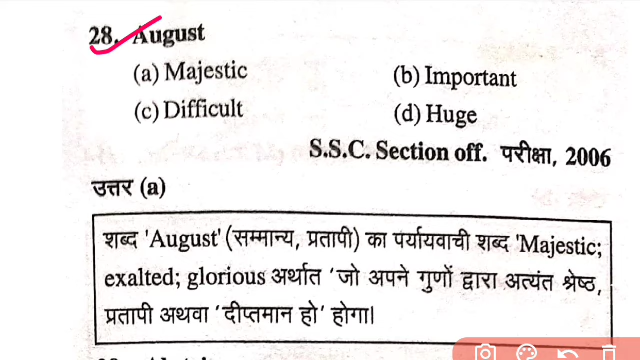 28. August
(a) Majestic (b) Important
(c) Difficult (d) Huge
S.S.C. Section off. परीक्षा, 2006
उत्तर (a)
शब्द 'August' (सम्मान्य, प्रतापी) का पर्यायवाची शब्द 'Majestic;
exalted; glorious अर्थात 'जो अपने गुणों द्वारा अत्यंत श्रेष्ठ,
प्रतापी अथवा 'दीप्तमान हो' होगा।